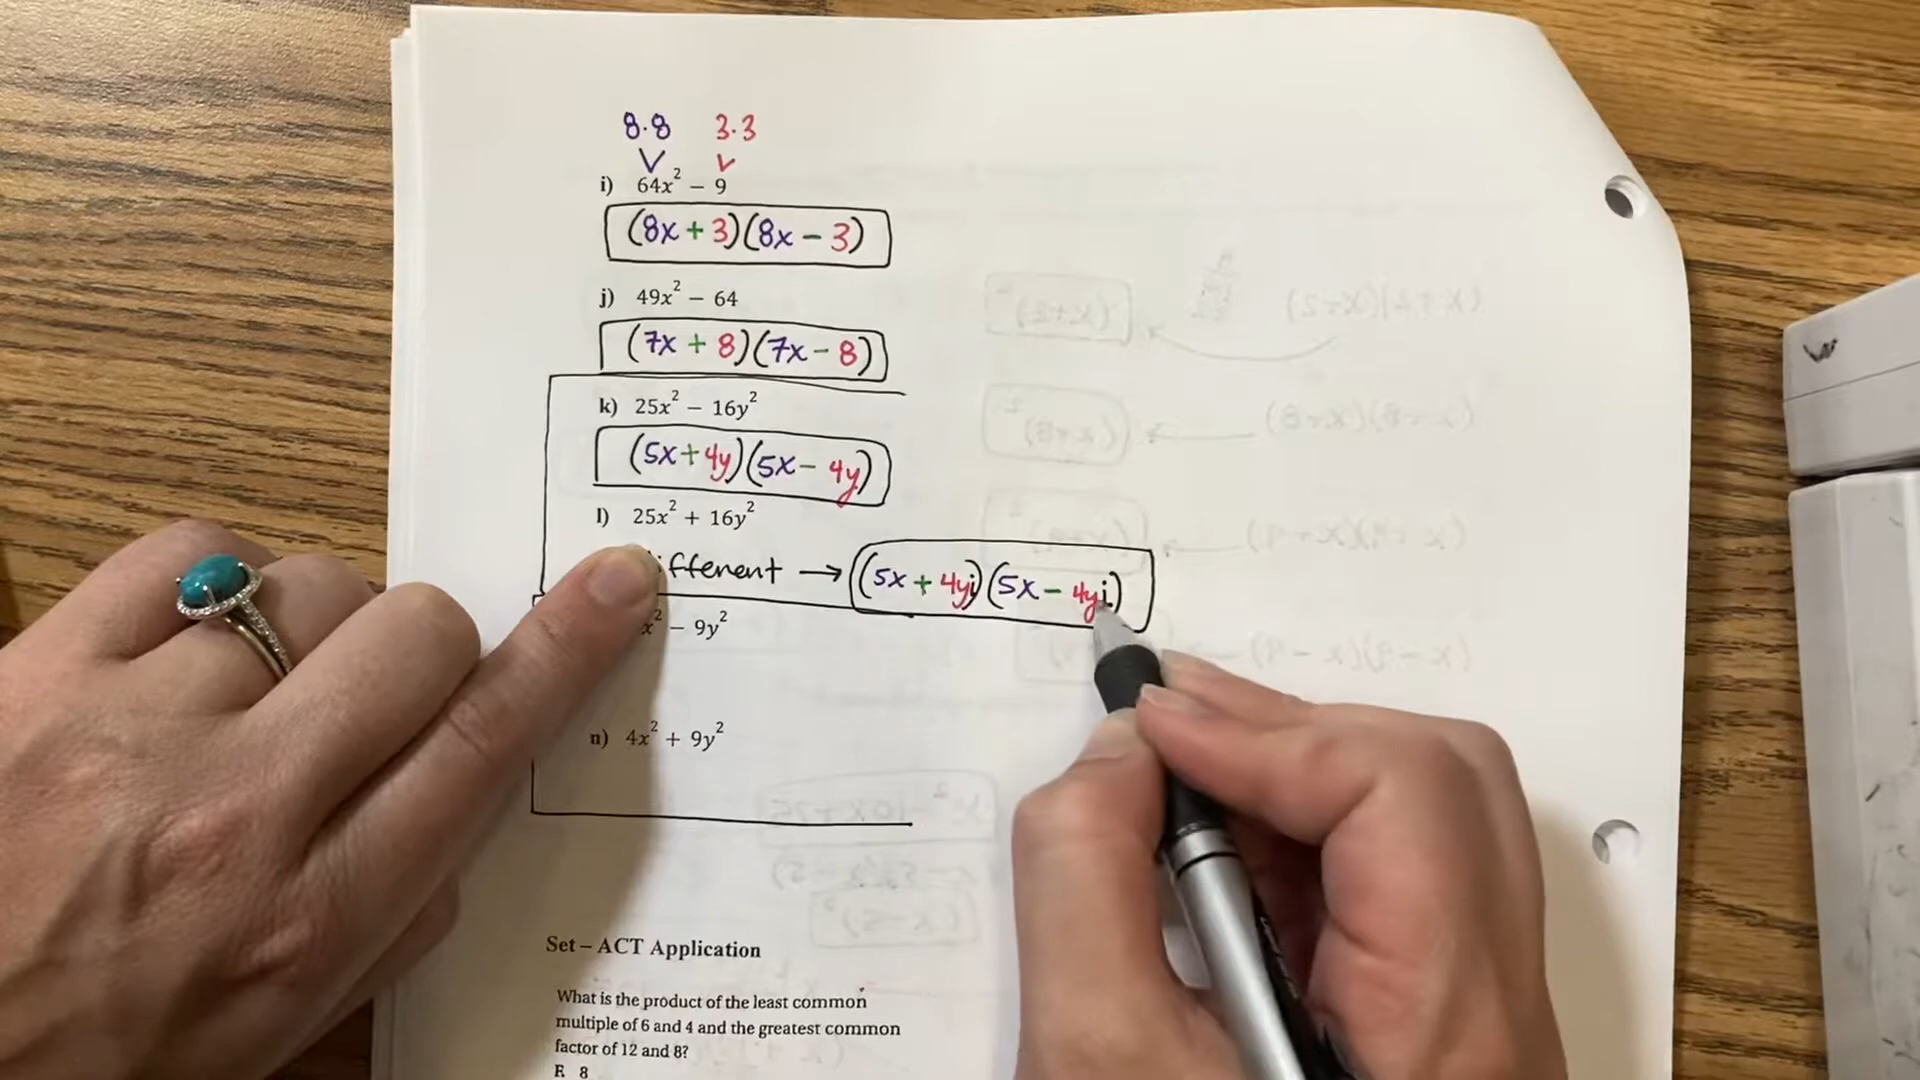 8·8 3·3
i) 64x² − 9
(8x + 3)(8x − 3)
j) 49x² − 64
(7x + 8)(7x − 8)
k) 25x² − 16y²
(5x + 4y)(5x − 4y)
l) 25x² + 16y²
ifferent → (5x + 4yi)(5x − 4yi)
x² − 9y²
n) 4x² + 9y²
Set – ACT Application
What is the product of the least common
multiple of 6 and 4 and the greatest common
factor of 12 and 8?
F. 8